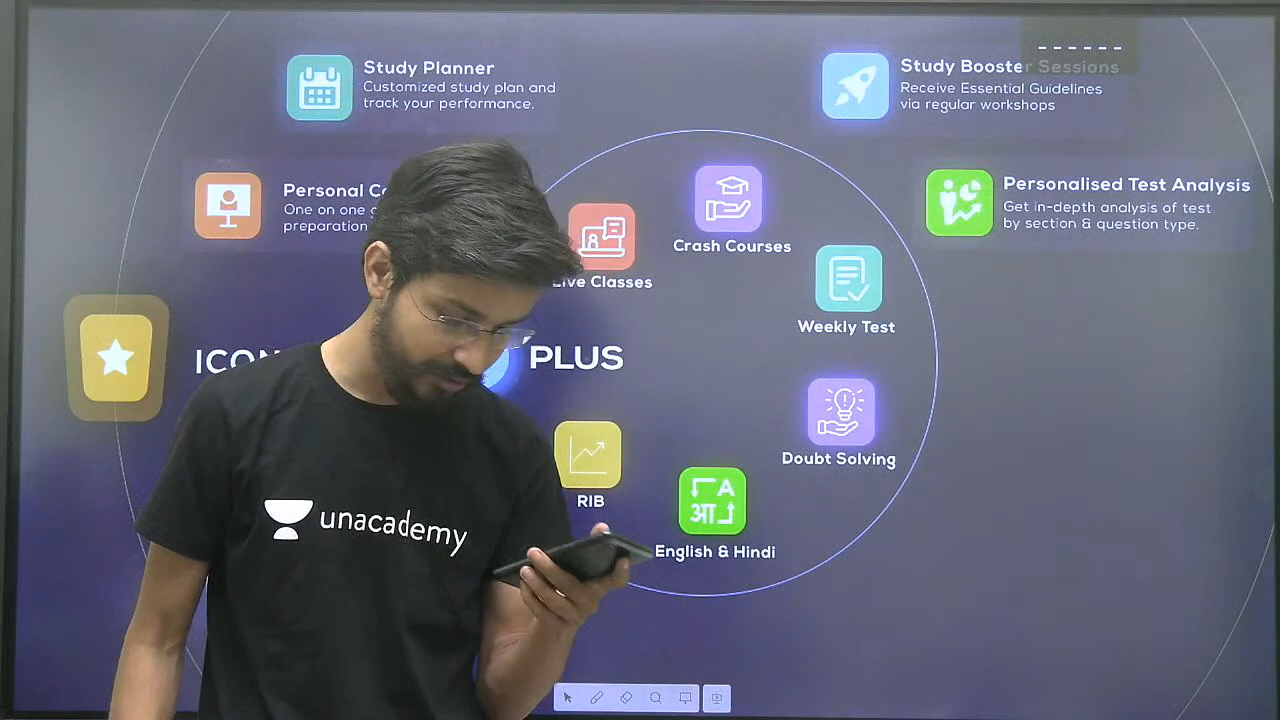 Study Planner
Customized study plan and
track your performance.
Study Booster Sessions
Receive Essential Guidelines
via regular workshops
Personal
One on one
preparation
Personalised Test Analysis
Get in-depth analysis of test
by section & question type.
Crash Courses
Live Classes
Weekly Test
ICON
PLUS
Doubt Solving
RIB
A
आ
English & Hindi
unacademy